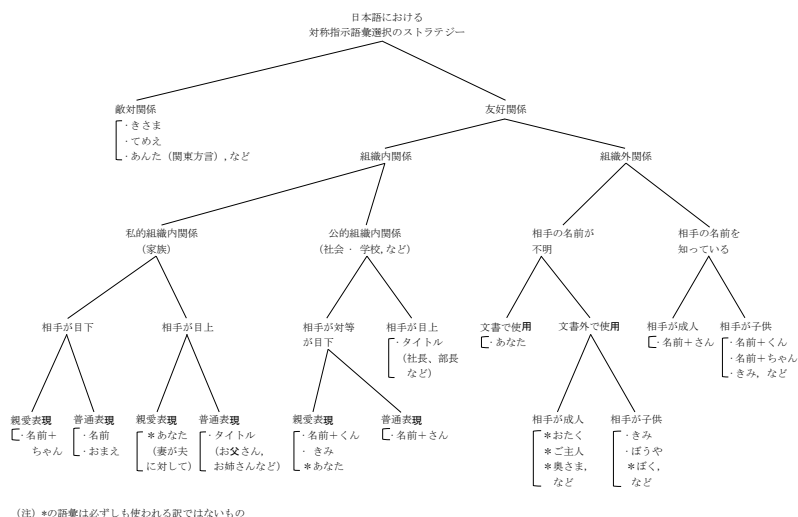 日本語における
対称指示語彙選択のストラテジー
敵対関係
・きさま
・てめえ
・あんた（関東方言）,など
友好関係
組織内関係
組織外関係
私的組織内関係
（家族）
公的組織内関係
（社会・学校,など）
相手の名前が
不明
相手の名前を
知っている
相手が目下
相手が目上
相手が対等
が目下
相手が目上
・タイトル
（社長、部長
など）
文書で使用
・あなた
文書外で使用
相手が成人
・名前＋さん
相手が子供
・名前＋くん
・名前＋ちゃん
・きみ,など
親愛表現
・名前＋
ちゃん
普通表現
・名前
・おまえ
親愛表現
＊あなた
（妻が夫
に対して）
普通表現
・タイトル
（お父さん,
お姉さんなど）
親愛表現
・名前＋くん
・きみ
＊あなた
普通表現
・名前＋さん
相手が成人
＊おたく
＊ご主人
＊奥さま,
など
相手が子供
・きみ
・ぼうや
＊ぼく,
など
（注）*の語彙は必ずしも使われる訳ではないもの